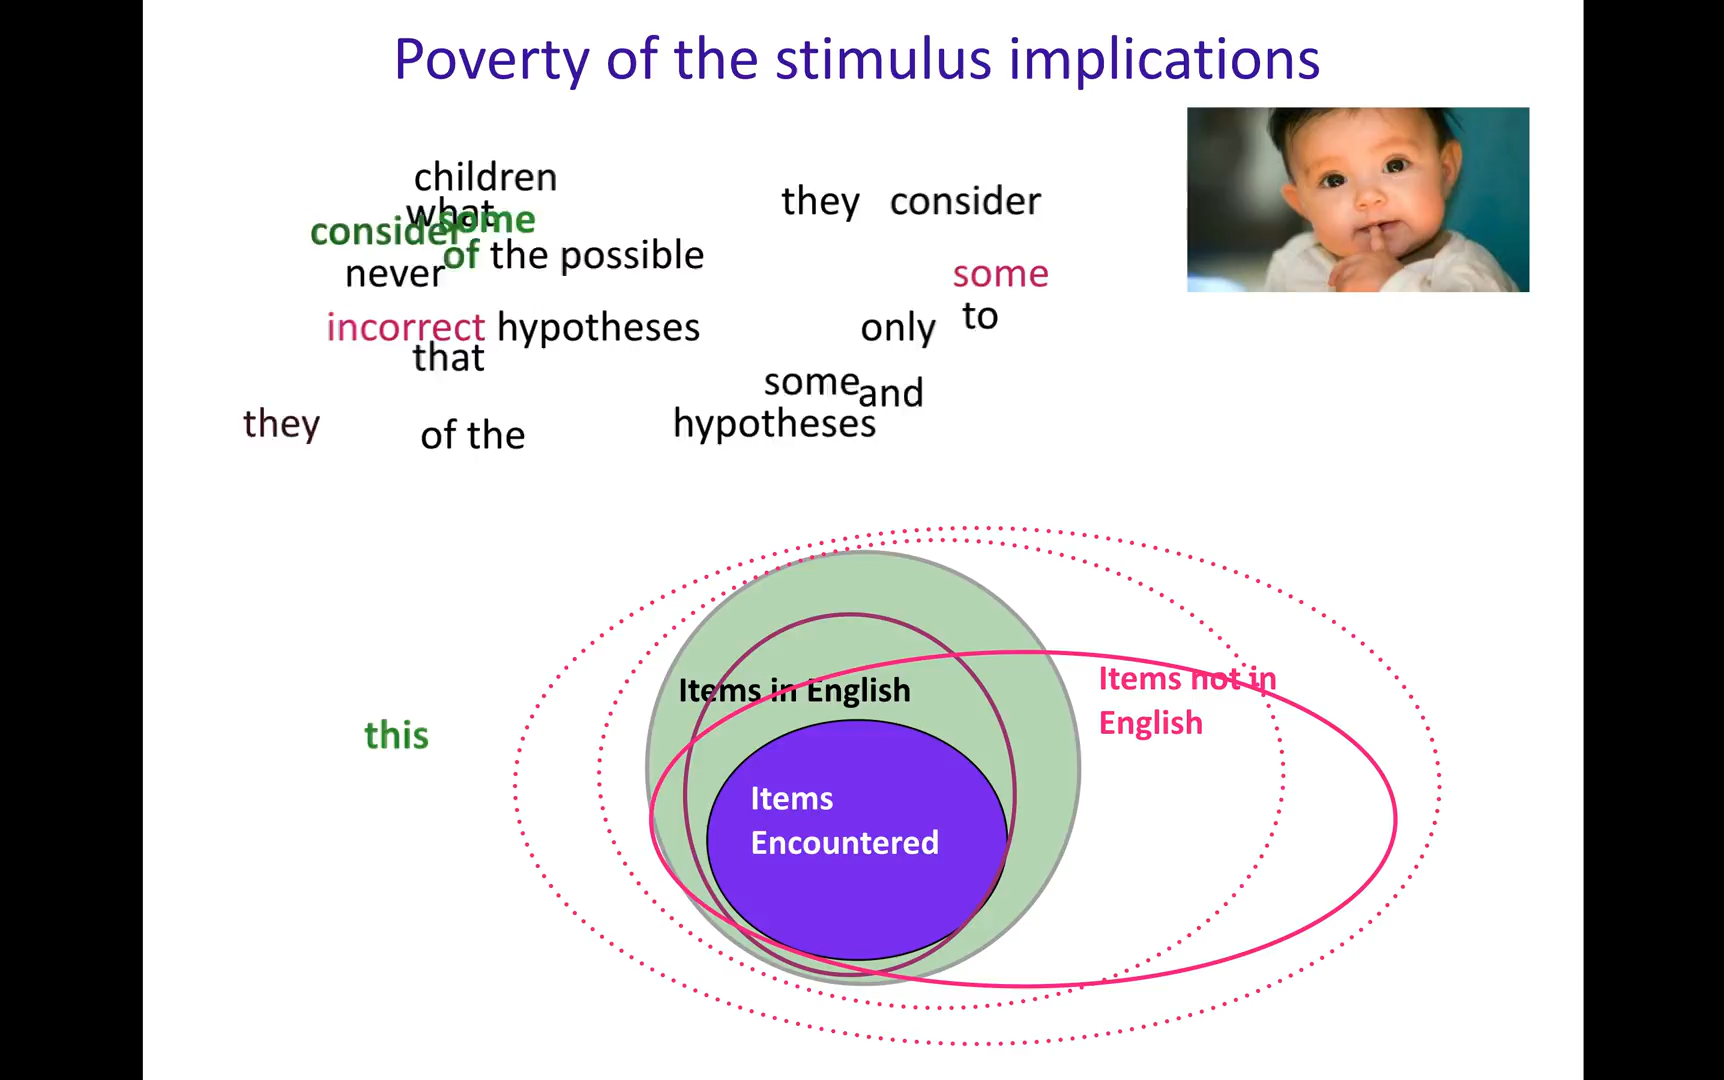 Poverty of the stimulus implications
children
they consider
what
some
consider
of the possible
never
some
to
incorrect hypotheses
only
that
some
and
they
of the
hypotheses
Items in English
Items not in
English
this
Items
Encountered